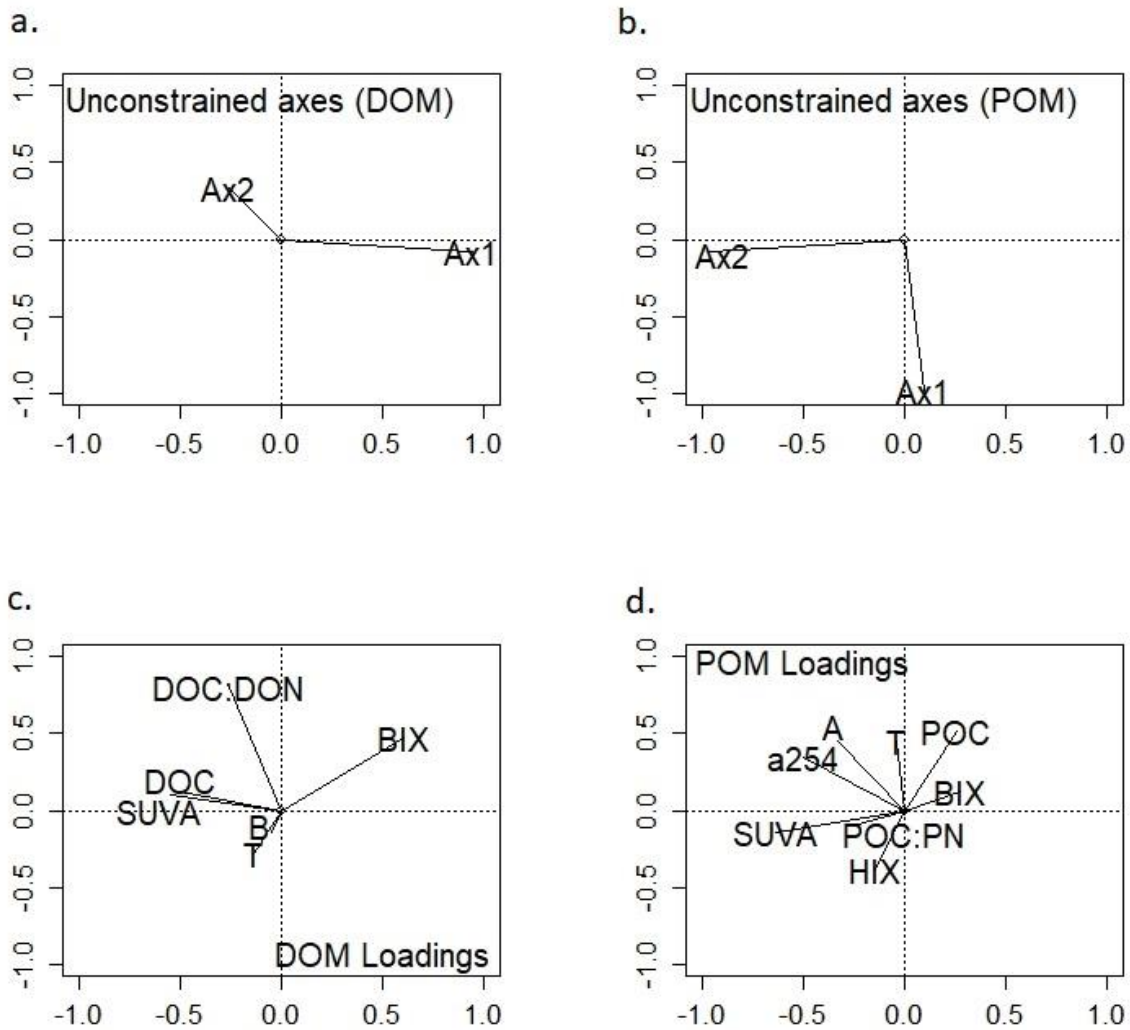 a.
Unconstrained axes (DOM)
1.0
0.5
0.0
-0.5
-1.0
Ax2
Ax1
-1.0 -0.5 0.0 0.5 1.0
b.
Unconstrained axes (POM)
1.0
0.5
0.0
-0.5
-1.0
Ax2
Ax1
-1.0 -0.5 0.0 0.5 1.0
c.
1.0
0.5
0.0
-0.5
-1.0
DOC:DON
BIX
DOC
SUVA
B
T
DOM Loadings
-1.0 -0.5 0.0 0.5 1.0
d.
POM Loadings
1.0
0.5
0.0
-0.5
-1.0
A
T
POC
a254
BIX
SUVA
POC:PN
HIX
-1.0 -0.5 0.0 0.5 1.0